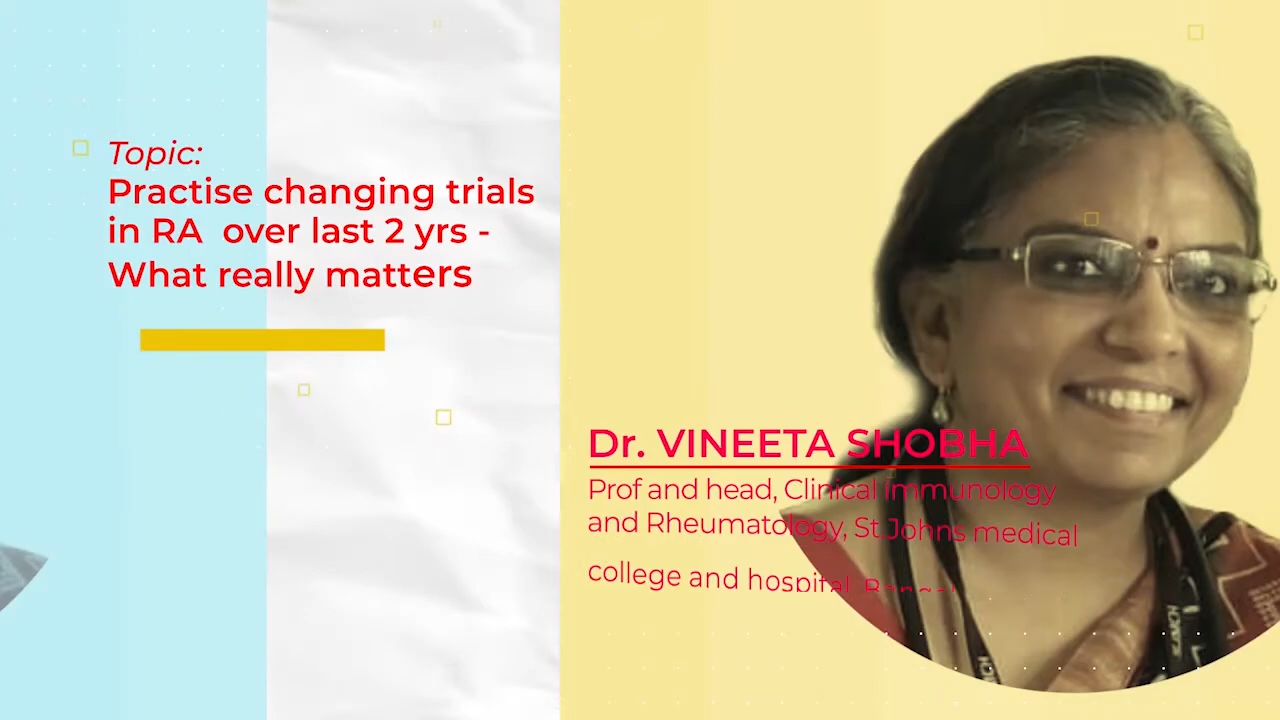 Topic:
Practise changing trials
in RA over last 2 yrs -
What really matters
Dr. VINEETA SHOBHA
Prof and head, Clinical immunology
and Rheumatology, St Johns medical
college and hospital,